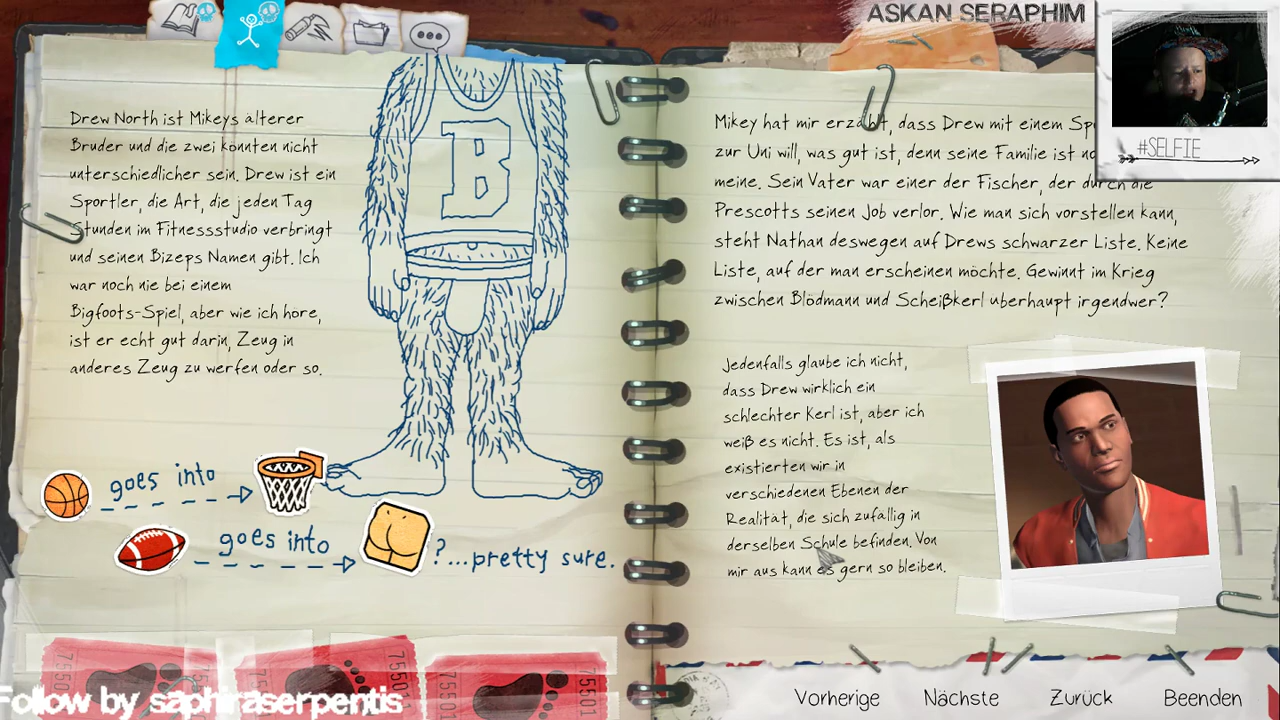 ASKAN SERAPHIM
#SELFIE
Drew North ist Mikeys älterer
Bruder und die zwei könnten nicht
unterschiedlicher sein. Drew ist ein
Sportler, die Art, die jeden Tag
Stunden im Fitnessstudio verbringt
und seinen Bizeps Namen gibt. Ich
war noch nie bei einem
Bigfoots-Spiel, aber wie ich höre,
ist er echt gut darin, Zeug in
anderes Zeug zu werfen oder so.
B
goes into
goes into
?...pretty sure.
Mikey hat mir erzählt, dass Drew mit einem
zur Uni will, was gut ist, denn seine Familie ist
meine. Sein Vater war einer der Fischer, der durch die
Prescotts seinen Job verlor. Wie man sich vorstellen kann,
steht Nathan deswegen auf Drews schwarzer Liste. Keine
Liste, auf der man erscheinen möchte. Gewinnt im Krieg
zwischen Blödmann und Scheißkerl überhaupt irgendwer?
Jedenfalls glaube ich nicht,
dass Drew wirklich ein
schlechter Kerl ist, aber ich
weiß es nicht. Es ist, als
existierten wir in
verschiedenen Ebenen der
Realität, die sich zufällig in
derselben Schule befinden. Von
mir aus kann es gern so bleiben.
75501
75501
Follow by saphiraserpentis
Vorherige
Nächste
Zurück
Beenden